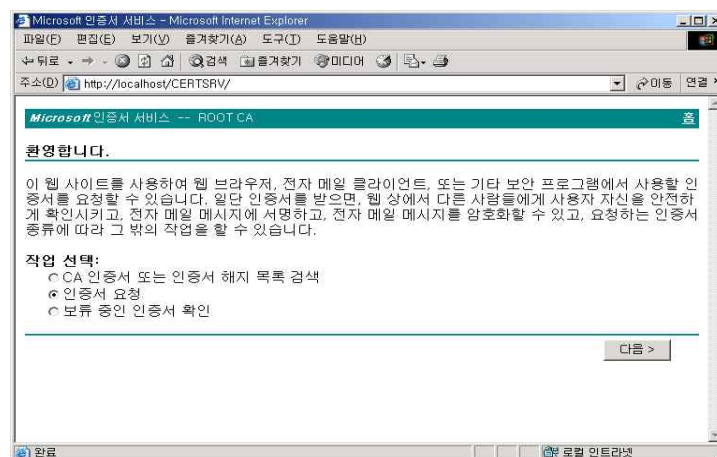 Microsoft 인증서 서비스 - Microsoft Internet Explorer
파일(F) 편집(E) 보기(V) 즐겨찾기(A) 도구(T) 도움말(H)
뒤로 검색 즐겨찾기 미디어
주소(D) http://localhost/CERTSRV/ 이동 연결 »
Microsoft 인증서 서비스 -- ROOT CA 홈
환영합니다.
이 웹 사이트를 사용하여 웹 브라우저, 전자 메일 클라이언트, 또는 기타 보안 프로그램에서 사용할 인
증서를 요청할 수 있습니다. 일단 인증서를 받으면, 웹 상에서 다른 사람들에게 사용자 자신을 안전하
게 확인시키고, 전자 메일 메시지에 서명하고, 전자 메일 메시지를 암호화할 수 있고, 요청하는 인증서
종류에 따라 그 밖의 작업을 할 수 있습니다.
작업 선택:
CA 인증서 또는 인증서 해지 목록 검색
인증서 요청
보류 중인 인증서 확인
다음 >
완료 로컬 인트라넷